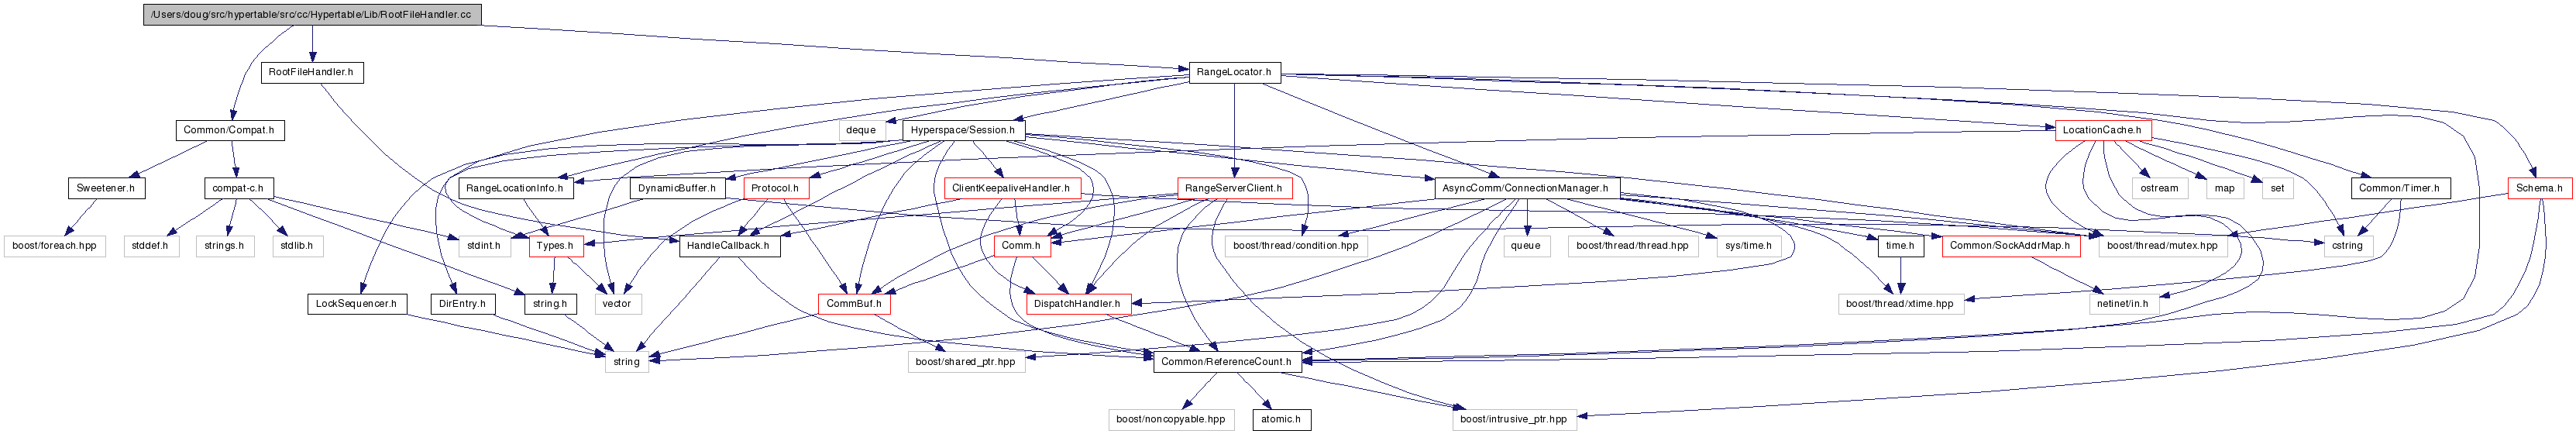 /Users/doug/src/hypertable/src/cc/Hypertable/Lib/RootFileHandler.cc
RootFileHandler.h
RangeLocator.h
Common/Compat.h
deque
Hyperspace/Session.h
LocationCache.h
Sweetener.h
compat-c.h
RangeLocationInfo.h
DynamicBuffer.h
Protocol.h
ClientKeepaliveHandler.h
RangeServerClient.h
AsyncComm/ConnectionManager.h
ostream
map
set
Common/Timer.h
Schema.h
boost/foreach.hpp
stddef.h
strings.h
stdlib.h
stdint.h
Types.h
HandleCallback.h
Comm.h
boost/thread/condition.hpp
queue
boost/thread/thread.hpp
sys/time.h
time.h
Common/SockAddrMap.h
boost/thread/mutex.hpp
cstring
LockSequencer.h
DirEntry.h
string.h
vector
CommBuf.h
DispatchHandler.h
boost/thread/xtime.hpp
netinet/in.h
string
boost/shared_ptr.hpp
Common/ReferenceCount.h
boost/noncopyable.hpp
atomic.h
boost/intrusive_ptr.hpp